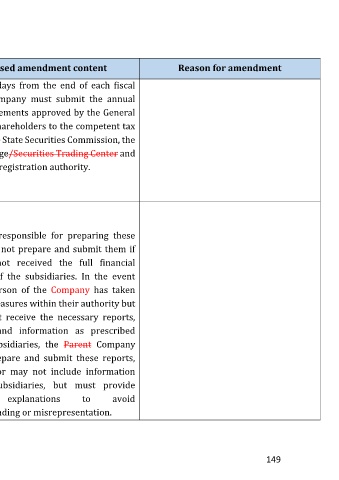 sed amendment content Reason for amendment
days from the end of each fiscal
mpany must submit the annual
ements approved by the General
areholders to the competent tax
State Securities Commission, the
ge/Securities Trading Center and
registration authority.
responsible for preparing these
not prepare and submit them if
not received the full financial
f the subsidiaries. In the event
rson of the Company has taken
asures within their authority but
t receive the necessary reports,
and information as prescribed
bsidiaries, the Parent Company
epare and submit these reports,
or may not include information
ubsidiaries, but must provide
explanations to avoid
ding or misrepresentation.
149